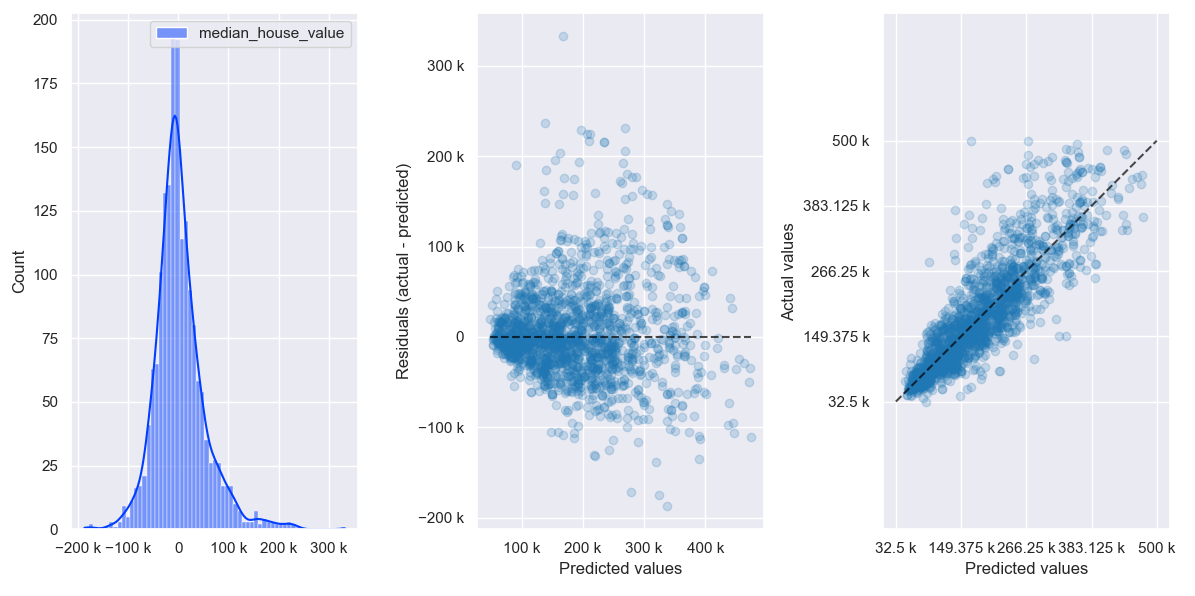 median_house_value
200
175
150
125
100
75
50
25
0
Count
−200 k −100 k 0 100 k 200 k 300 k
300 k
200 k
100 k
0
−100 k
−200 k
Residuals (actual - predicted)
100 k 200 k 300 k 400 k
Predicted values
500 k
383.125 k
266.25 k
149.375 k
32.5 k
Actual values
32.5 k 149.375 k 266.25 k 383.125 k 500 k
Predicted values